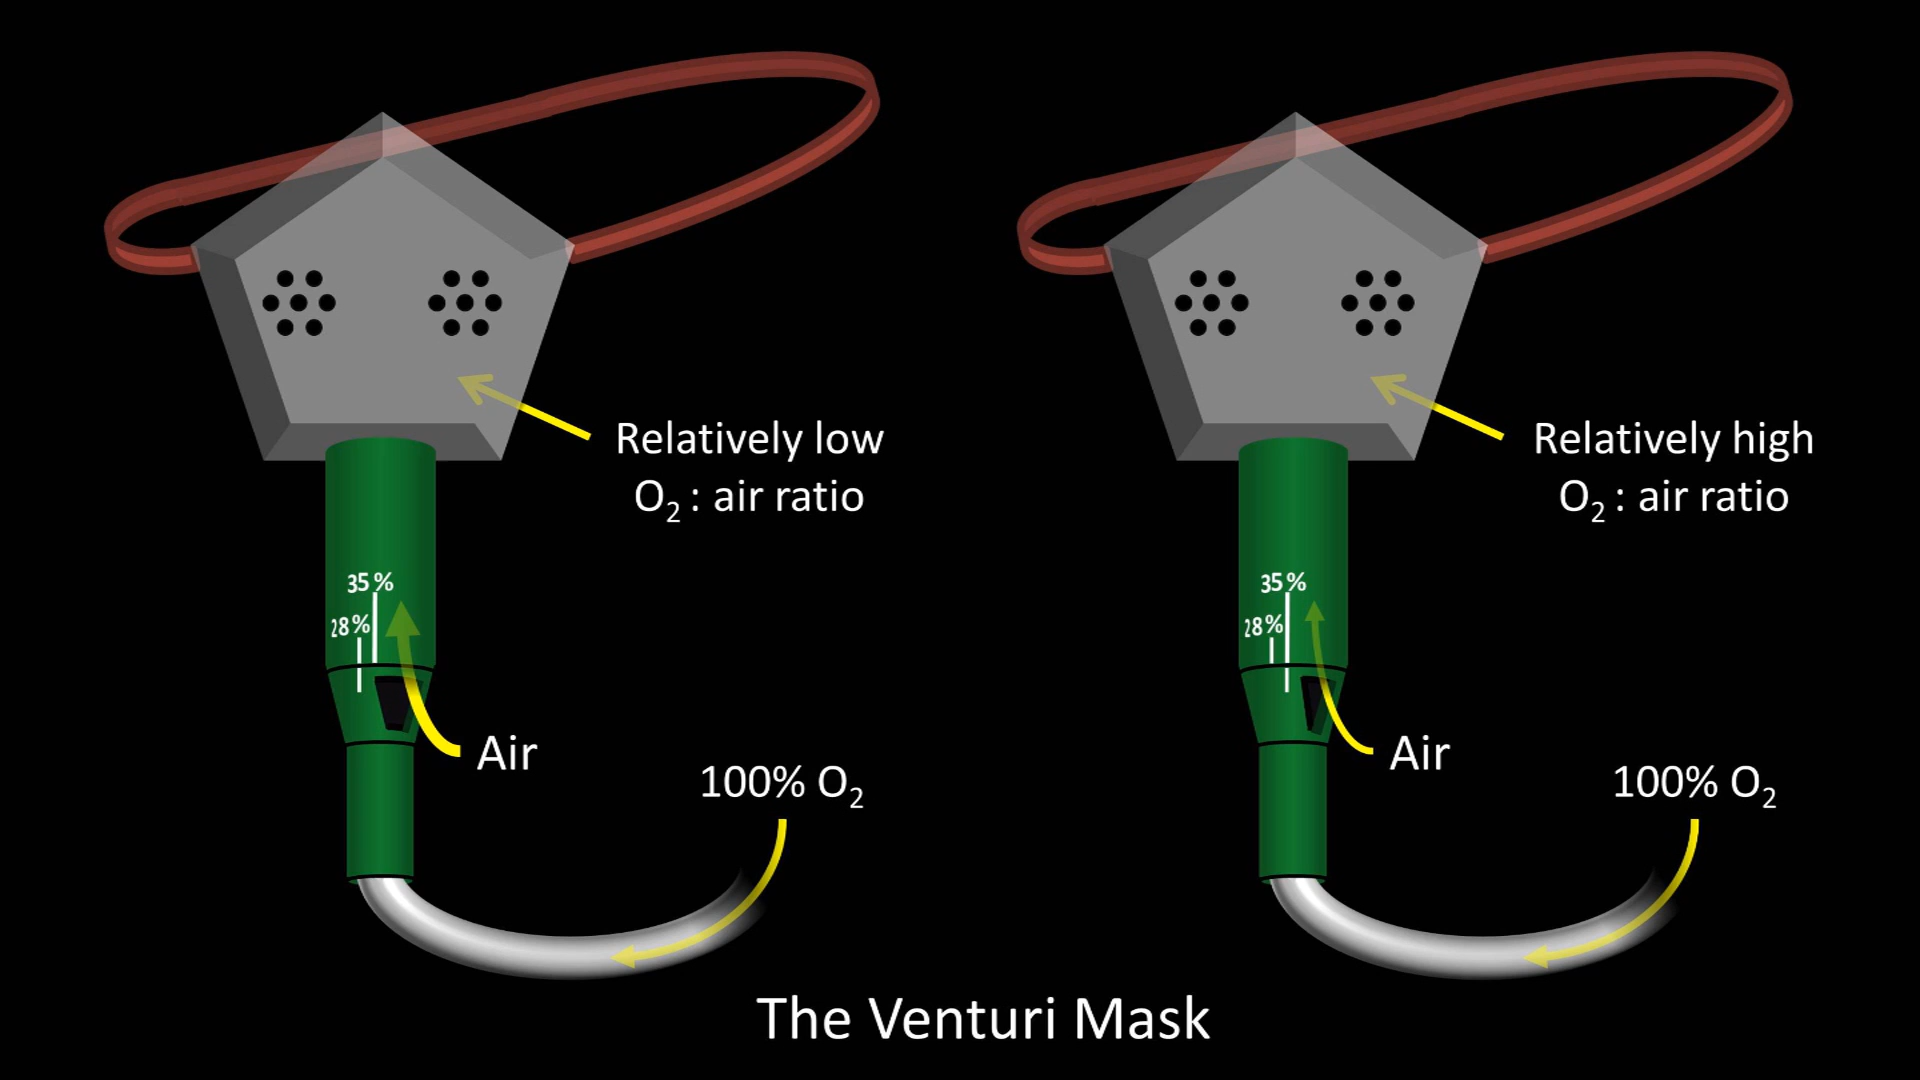 Relatively low
O₂ : air ratio
35%
28%
Air
100% O₂
Relatively high
O₂ : air ratio
35%
28%
Air
100% O₂
The Venturi Mask